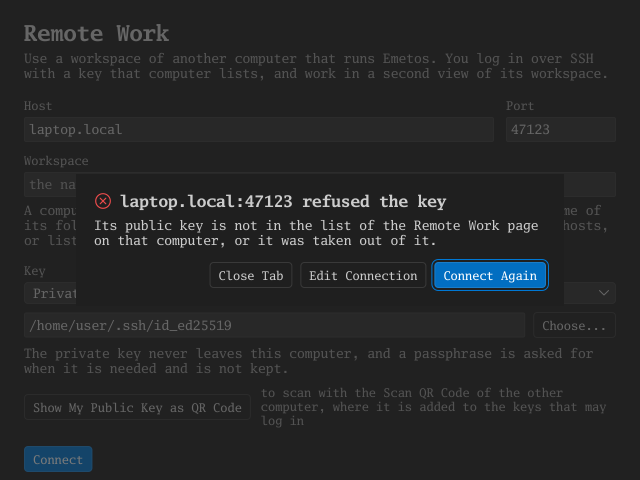 Remote Work
Use a workspace of another computer that runs Emetos. You log in over SSH
with a key that computer lists, and work in a second view of its workspace.
Host
Port
laptop.local
47123
Workspace
the na
laptop.local:47123 refused the key
Its public key is not in the list of the Remote Work page
on that computer, or it was taken out of it.
Close Tab
Edit Connection
Connect Again
A compu
me of
its fol
hosts,
or list
Key
Privat
/home/user/.ssh/id_ed25519
Choose...
The private key never leaves this computer, and a passphrase is asked for
when it is needed and is not kept.
Show My Public Key as QR Code
to scan with the Scan QR Code of the other
computer, where it is added to the keys that may
log in
Connect